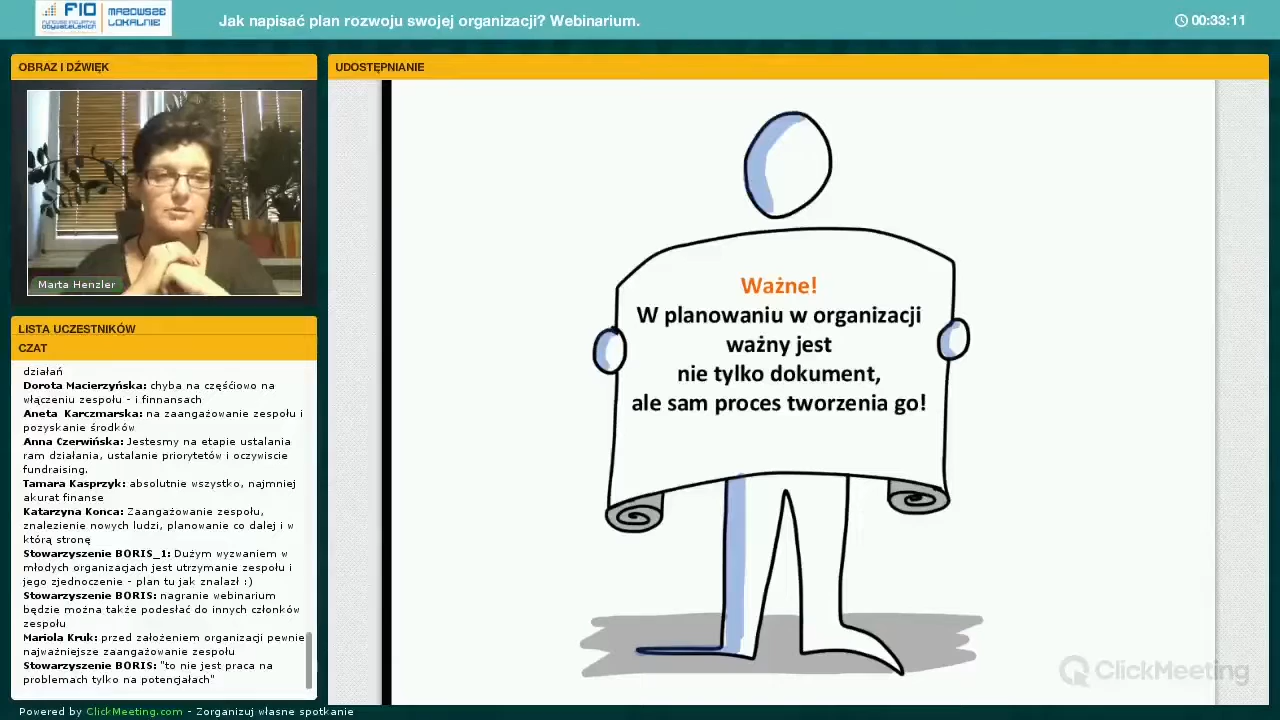 FIO
fundusz inicjatyw
obywatelskich
MAZOWSZE
LOKALNIE
Jak napisać plan rozwoju swojej organizacji? Webinarium.
00:33:11
OBRAZ I DŹWIĘK
Marta Henzler
LISTA UCZESTNIKÓW
CZAT
działań
Dorota Macierzyńska: chyba na częśćiowo na
włączeniu zespołu - i finnansach
Aneta Karczmarska: na zaangażowanie zespołu i
pozyskanie środków
Anna Czerwińska: Jestesmy na etapie ustalania
ram działania, ustalanie priorytetów i oczywiscie
fundraising.
Tamara Kasprzyk: absolutnie wszystko, najmniej
akurat finanse
Katarzyna Konca: Zaangażowanie zespołu,
znalezienie nowych ludzi, planowanie co dalej i w
którą stronę
Stowarzyszenie BORIS_1: Dużym wyzwaniem w
młodych organizacjach jest utrzymanie zespołu i
jego zjednoczenie - plan tu jak znalazł :)
Stowarzyszenie BORIS: nagranie webinarium
będzie można także podesłać do innych członków
zespołu
Mariola Kruk: przed założeniem organizacji pewnie
najważniejsze zaangażowanie zespołu
Stowarzyszenie BORIS: "to nie jest praca na
problemach tylko na potencjałach"
UDOSTĘPNIANIE
Ważne!
W planowaniu w organizacji
ważny jest
nie tylko dokument,
ale sam proces tworzenia go!
ClickMeeting
Powered by ClickMeeting.com - Zorganizuj własne spotkanie